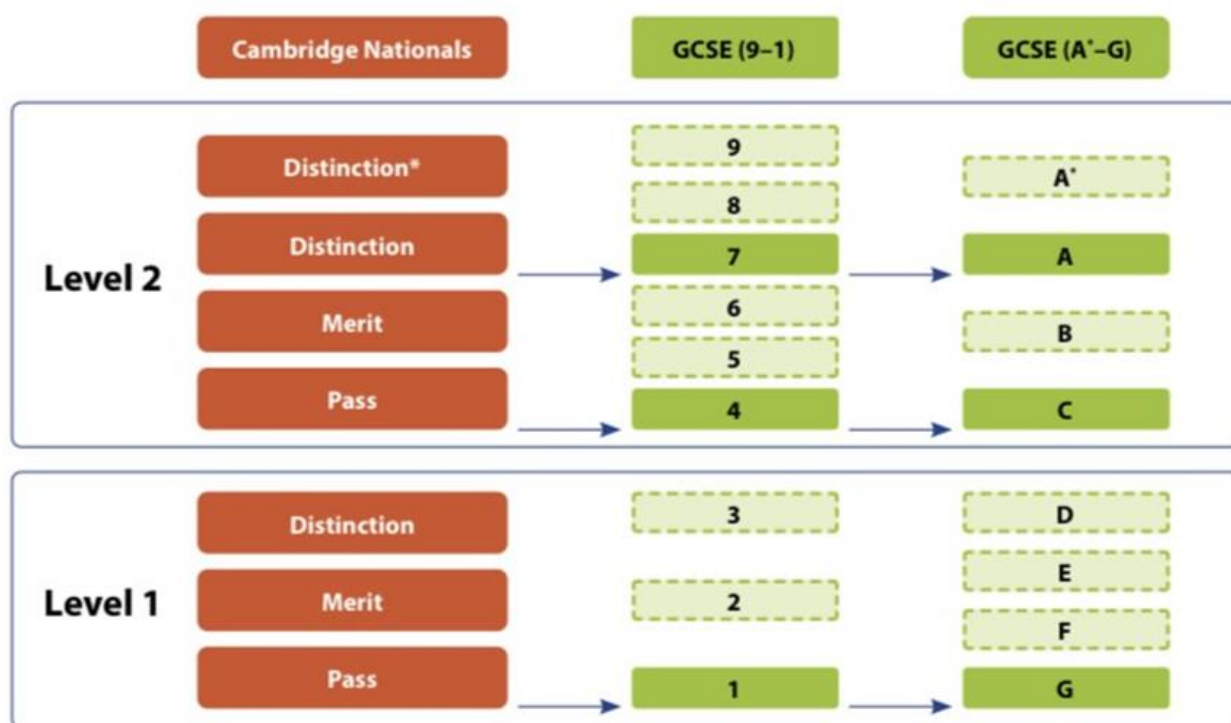 Cambridge Nationals
GCSE (9–1)
GCSE (A*–G)
Level 2
Distinction*
Distinction
Merit
Pass
9
8
7
6
5
4
A*
A
B
C
Level 1
Distinction
Merit
Pass
3
2
1
D
E
F
G